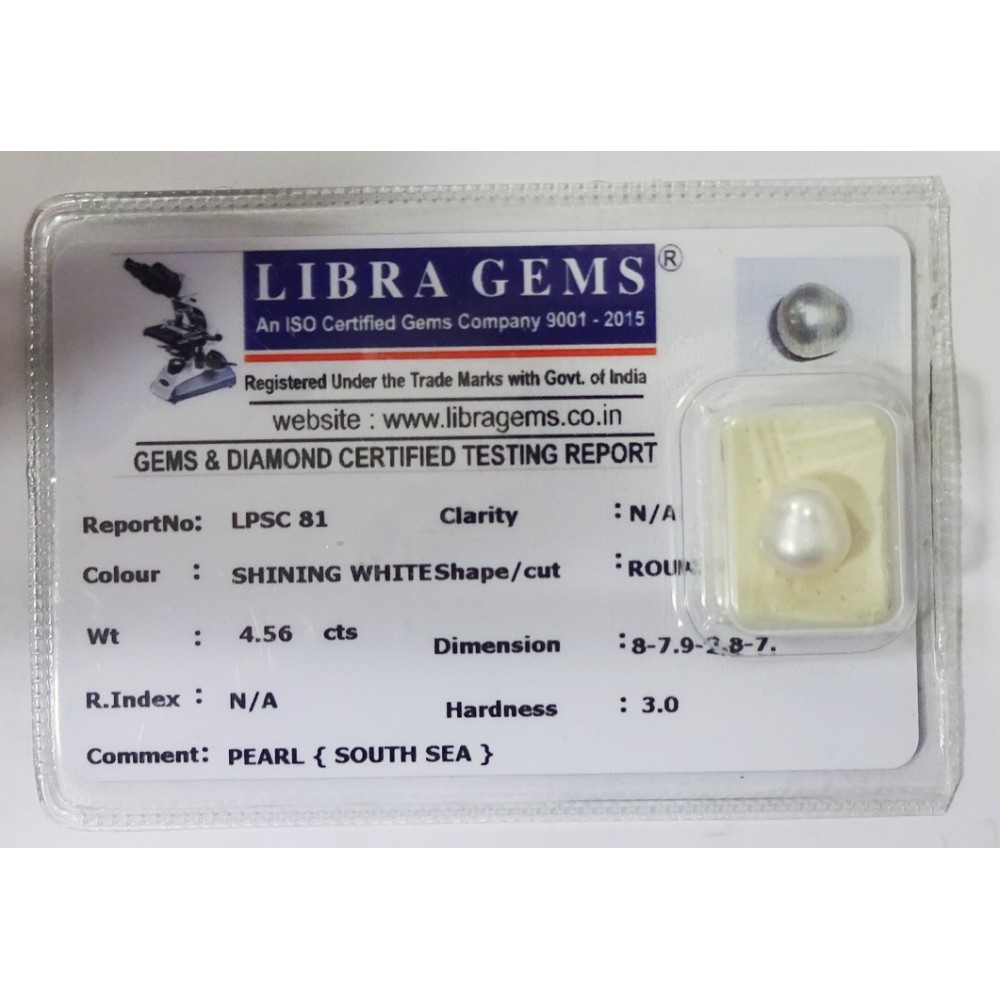 LIBRA GEMS®
An ISO Certified Gems Company 9001 - 2015
Registered Under the Trade Marks with Govt. of India
website : www.libragems.co.in
GEMS & DIAMOND CERTIFIED TESTING REPORT
ReportNo: LPSC 81 Clarity : N/A
Colour : SHINING WHITE Shape/cut :
Wt : 4.56 cts Dimension : 8-7.9-
R.Index : N/A Hardness : 3.0
Comment: PEARL { SOUTH SEA }